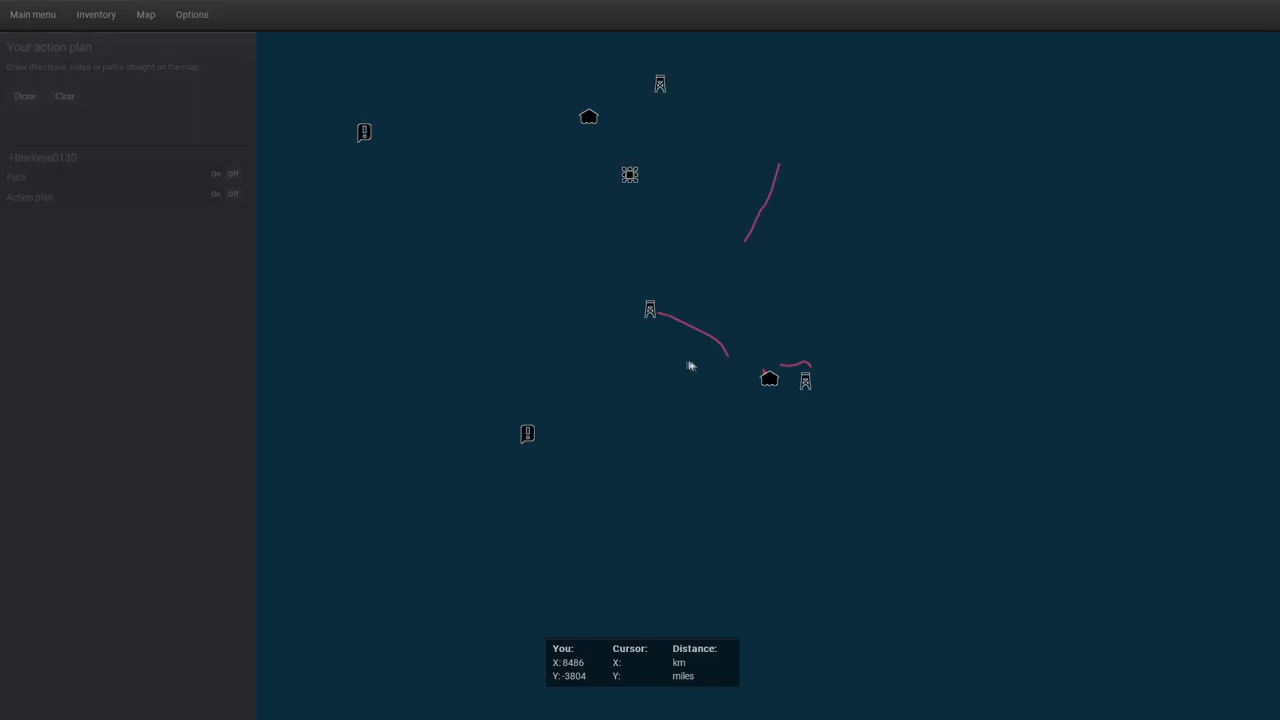 Main menu Inventory Map Options
Your action plan
Draw directions, notes or paths straight on the map.
Draw Clear
Hawkeye0130
Path On Off
Action plan On Off
You: Cursor: Distance:
X: 8486 X: km
Y: -3804 Y: miles